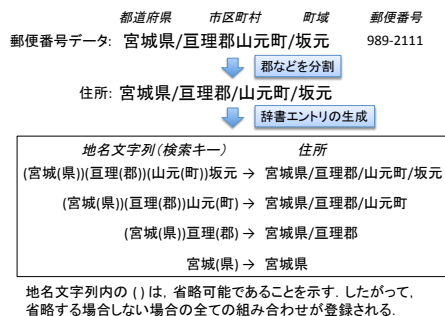 都道府県 市区町村 町域 郵便番号
郵便番号データ: 宮城県/亘理郡山元町/坂元 989-2111
郡などを分割
住所: 宮城県/亘理郡/山元町/坂元
辞書エントリの生成
地名文字列(検索キー) 住所
(宮城(県))(亘理(郡))(山元(町))坂元 → 宮城県/亘理郡/山元町/坂元
(宮城(県))(亘理(郡))山元(町) → 宮城県/亘理郡/山元町
(宮城(県))亘理(郡) → 宮城県/亘理郡
宮城(県) → 宮城県
地名文字列内の ( ) は, 省略可能であることを示す. したがって,
省略する場合しない場合の全ての組み合わせが登録される.